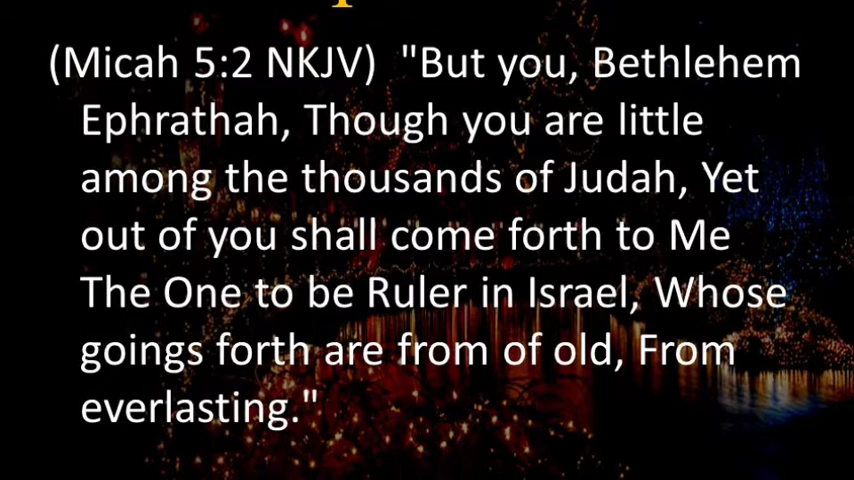 (Micah 5:2 NKJV)  "But you, Bethlehem
Ephrathah, Though you are little
among the thousands of Judah, Yet
out of you shall come forth to Me
The One to be Ruler in Israel, Whose
goings forth are from of old, From
everlasting."